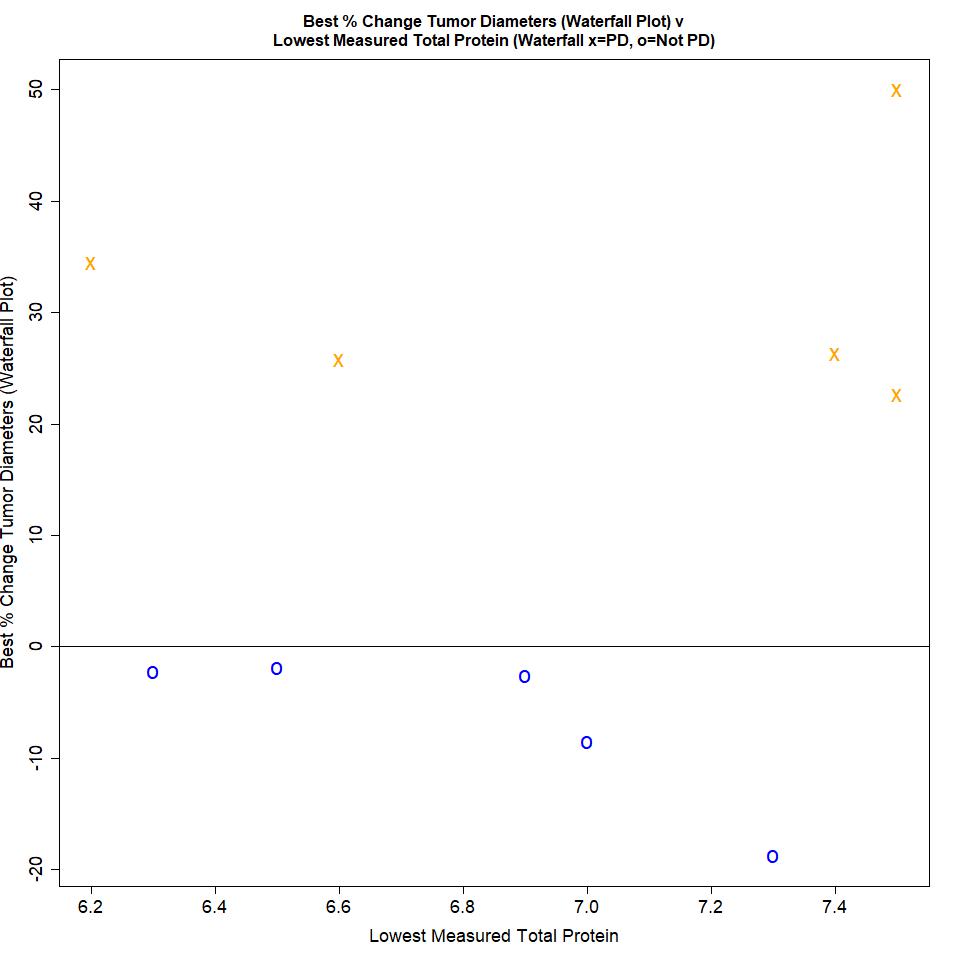 Best % Change Tumor Diameters (Waterfall Plot) v
Lowest Measured Total Protein (Waterfall x=PD, o=Not PD)
Best % Change Tumor Diameters (Waterfall Plot)
50
40
30
20
10
0
-10
-20
X
X
X
X
X
O
O
O
O
O
6.2 6.4 6.6 6.8 7.0 7.2 7.4
Lowest Measured Total Protein